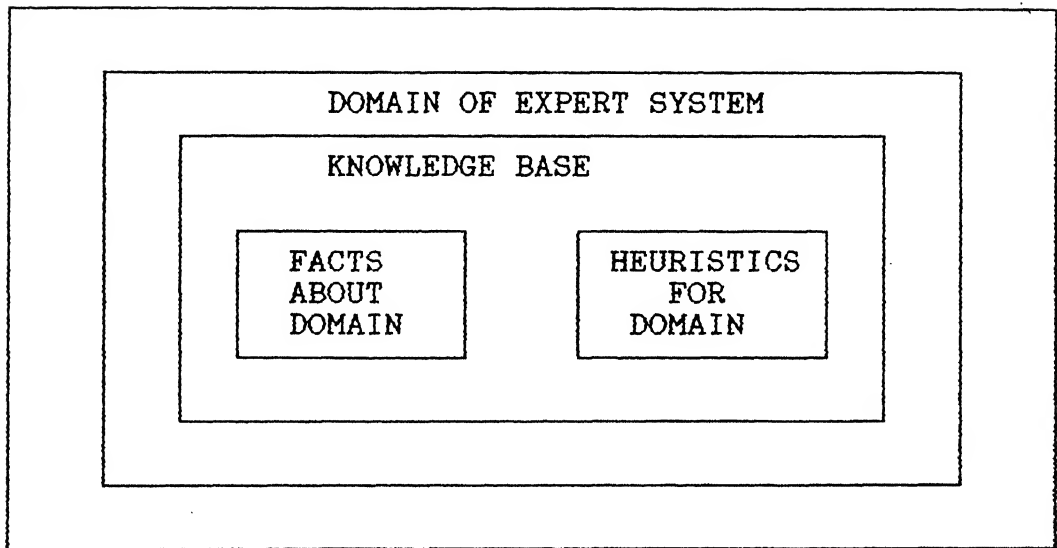 DOMAIN OF EXPERT SYSTEM
KNOWLEDGE BASE
FACTS
ABOUT
DOMAIN
HEURISTICS
FOR
DOMAIN